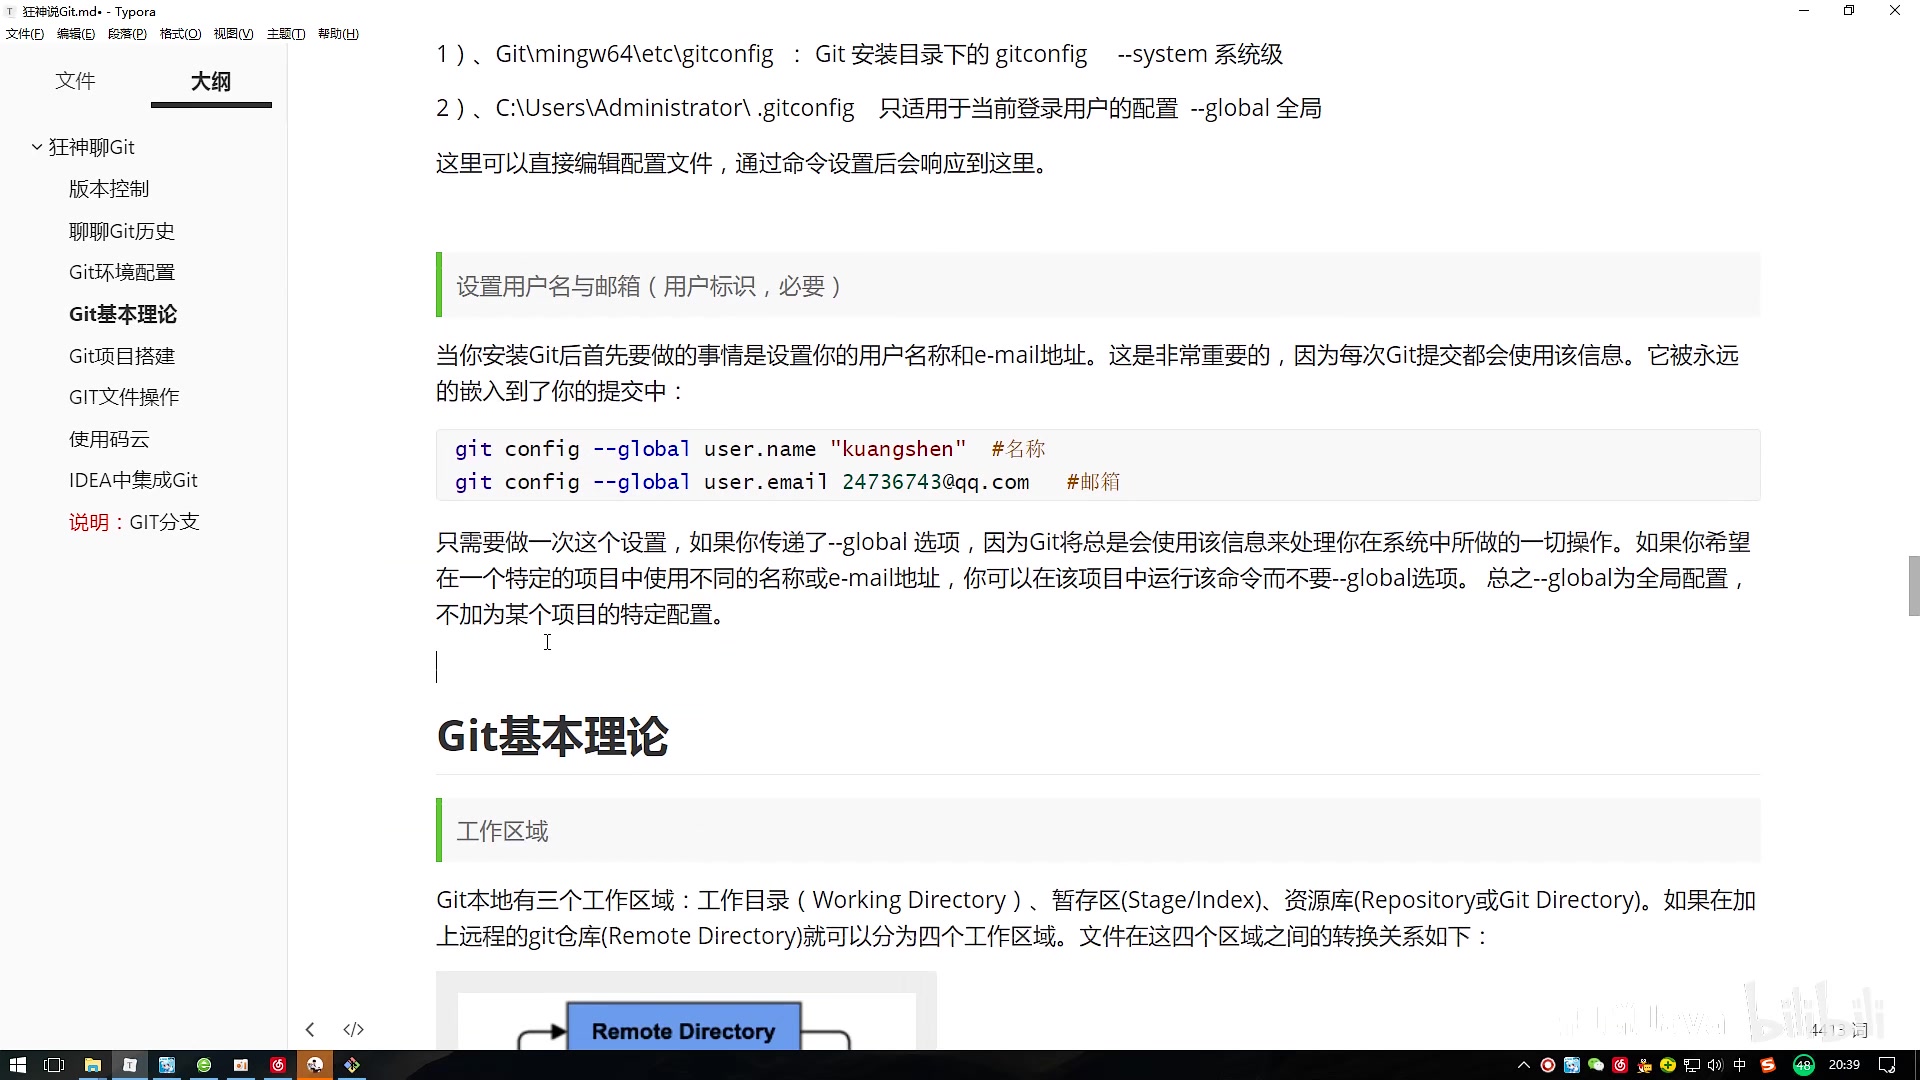 狂神说Git.md• - Typora
文件(F) 编辑(E) 段落(P) 格式(O) 视图(V) 主题(T) 帮助(H)
文件 大纲
狂神聊Git
版本控制
聊聊Git历史
Git环境配置
Git基本理论
Git项目搭建
GIT文件操作
使用码云
IDEA中集成Git
说明：GIT分支
1）、Git\mingw64\etc\gitconfig ：Git 安装目录下的 gitconfig --system 系统级
2）、C:\Users\Administrator\ .gitconfig 只适用于当前登录用户的配置 --global 全局
这里可以直接编辑配置文件，通过命令设置后会响应到这里。
设置用户名与邮箱（用户标识，必要）
当你安装Git后首先要做的事情是设置你的用户名称和e-mail地址。这是非常重要的，因为每次Git提交都会使用该信息。它被永远
的嵌入到了你的提交中：
git config --global user.name "kuangshen" #名称
git config --global user.email 24736743@qq.com #邮箱
只需要做一次这个设置，如果你传递了--global 选项，因为Git将总是会使用该信息来处理你在系统中所做的一切操作。如果你希望
在一个特定的项目中使用不同的名称或e-mail地址，你可以在该项目中运行该命令而不要--global选项。 总之--global为全局配置，
不加为某个项目的特定配置。
Git基本理论
工作区域
Git本地有三个工作区域：工作目录（Working Directory）、暂存区(Stage/Index)、资源库(Repository或Git Directory)。如果在加
上远程的git仓库(Remote Directory)就可以分为四个工作区域。文件在这四个区域之间的转换关系如下：
Remote Directory
bilibili
4413 词
中
48
20:39